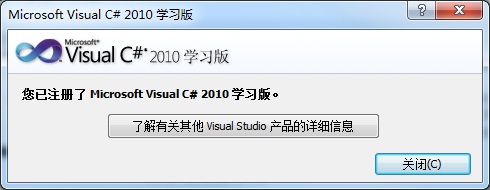 Microsoft Visual C# 2010 学习版
Microsoft®
Visual C#® 2010 学习版
您已注册了 Microsoft Visual C# 2010 学习版。
了解有关其他 Visual Studio 产品的详细信息
关闭(C)